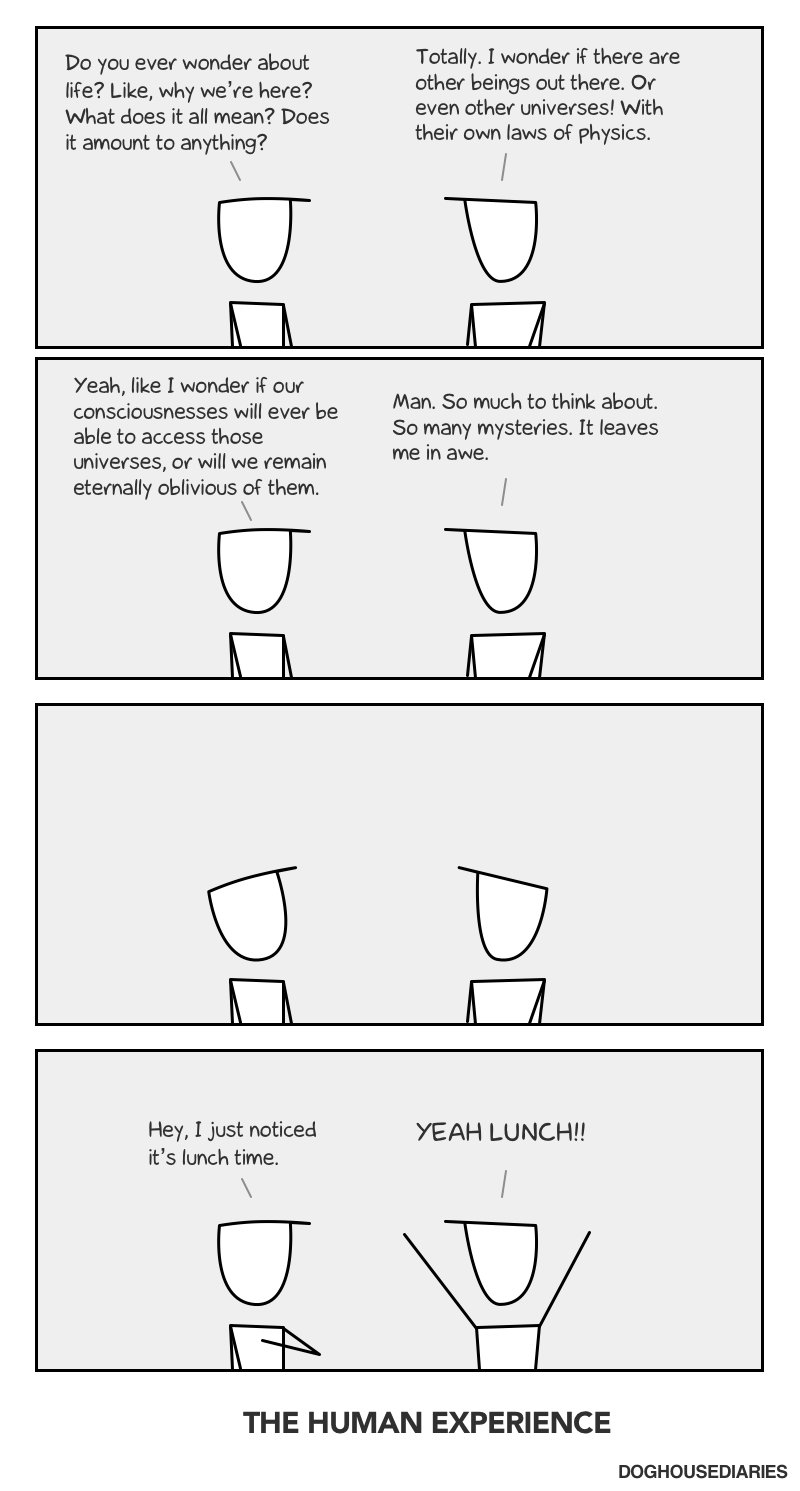 Do you ever wonder about
life? Like, why we're here?
What does it all mean? Does
it amount to anything?
Totally. I wonder if there are
other beings out there. Or
even other universes! With
their own laws of physics.
Yeah, like I wonder if our
consciousnesses will ever be
able to access those
universes, or will we remain
eternally oblivious of them.
Man. So much to think about.
So many mysteries. It leaves
me in awe.
Hey, I just noticed
it's lunch time.
YEAH LUNCH!!
THE HUMAN EXPERIENCE
DOGHOUSEDIARIES